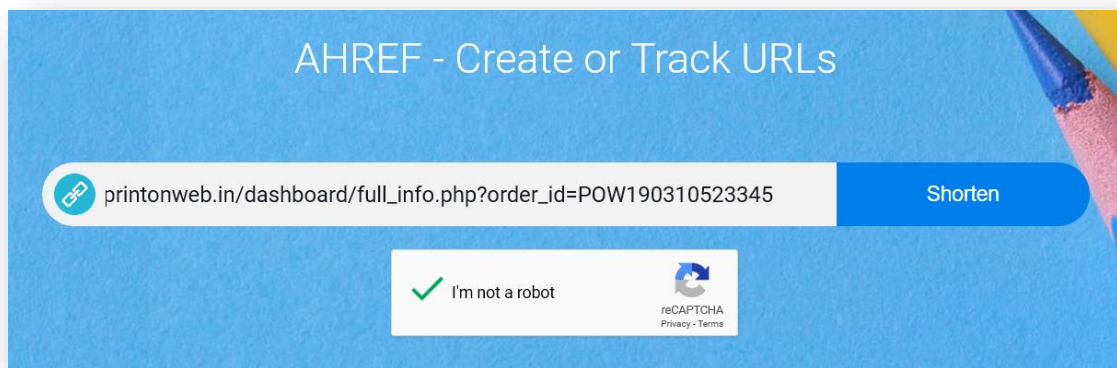 AHREF - Create or Track URLs
printonweb.in/dashboard/full_info.php?order_id=POW190310523345
Shorten
I'm not a robot
reCAPTCHA
Privacy - Terms